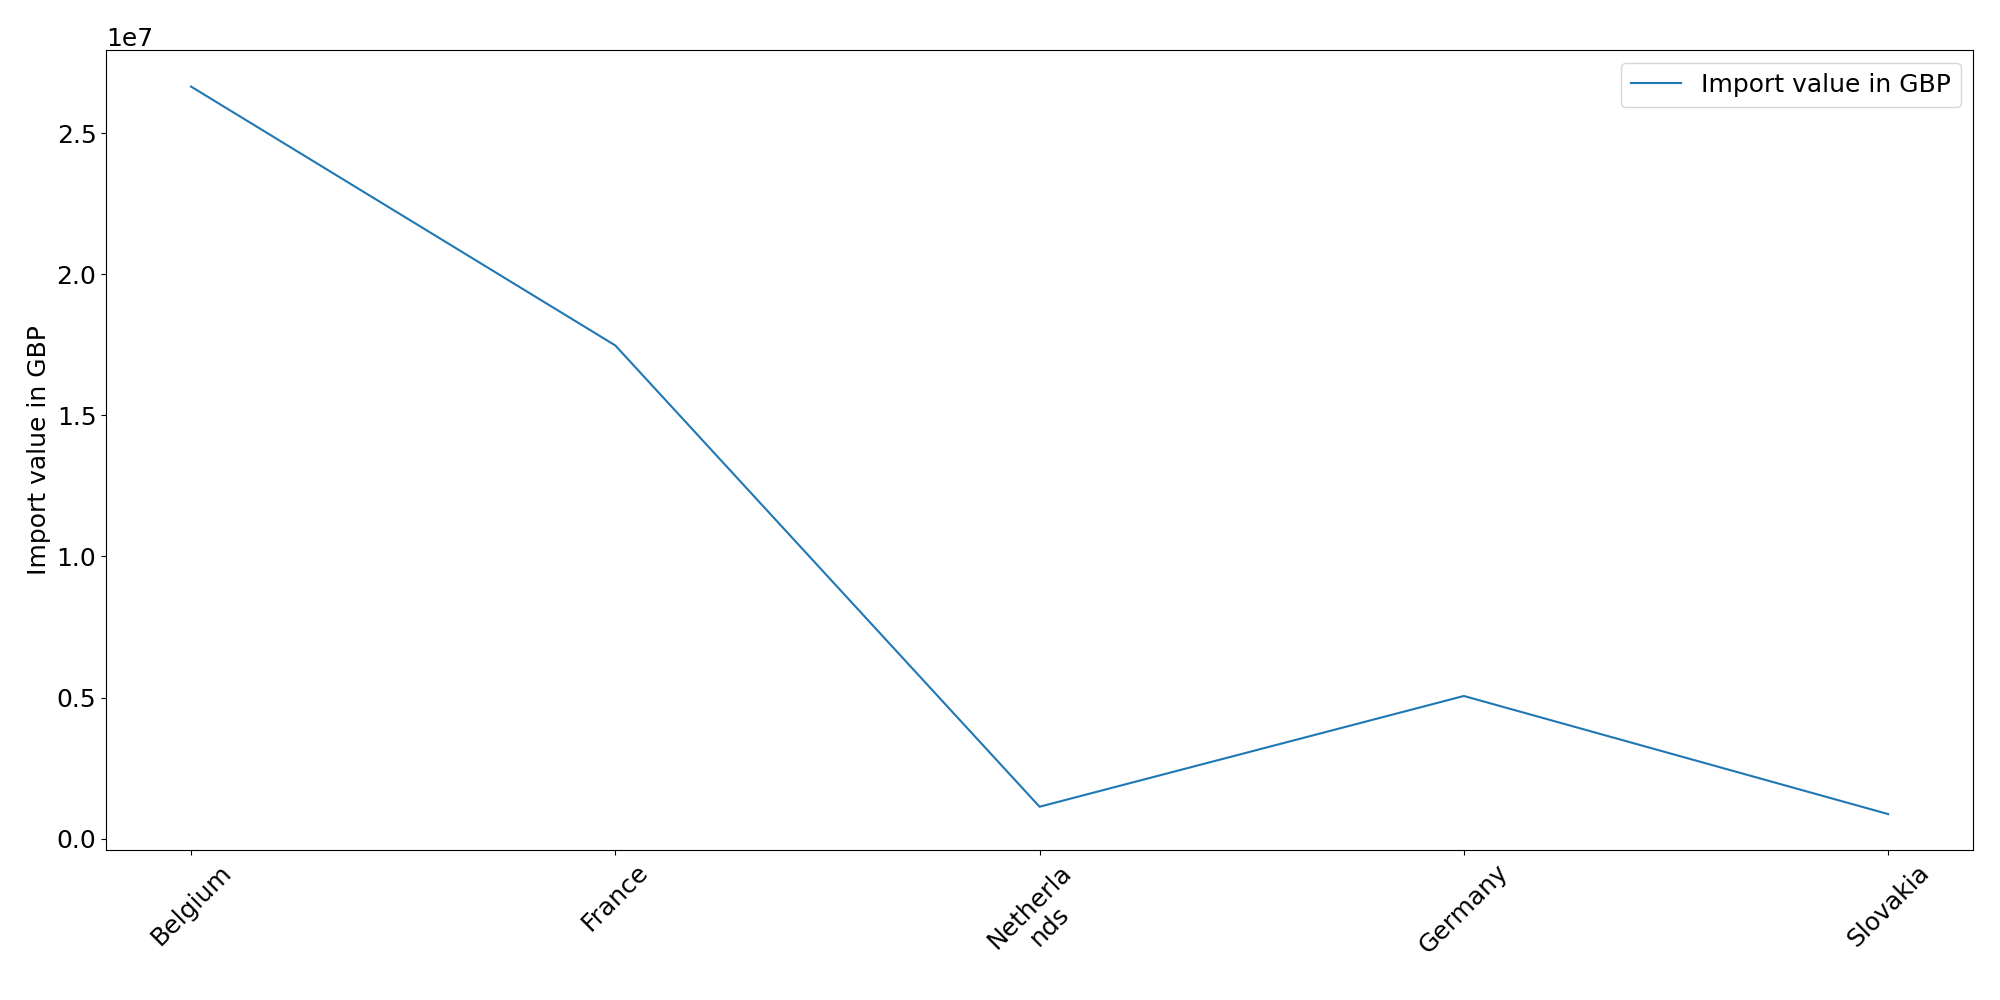 1e7
Import value in GBP
2.5
2.0
1.5
1.0
0.5
0.0
Import value in GBP
Belgium
France
Netherla
nds
Germany
Slovakia